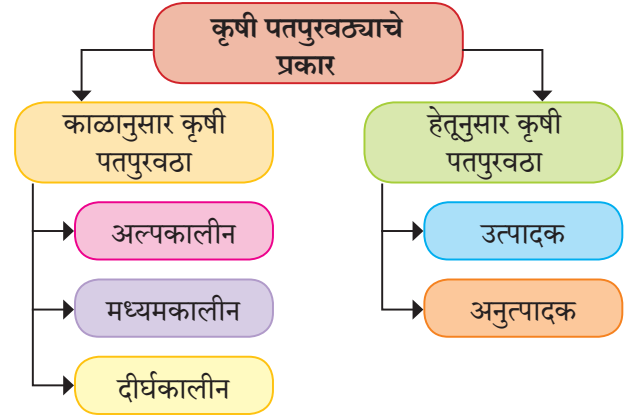 कृषी पतपुरवठ्याचे
प्रकार
काळानुसार कृषी
पतपुरवठा
अल्पकालीन
मध्यमकालीन
दीर्घकालीन
हेतूनुसार कृषी
पतपुरवठा
उत्पादक
अनुत्पादक